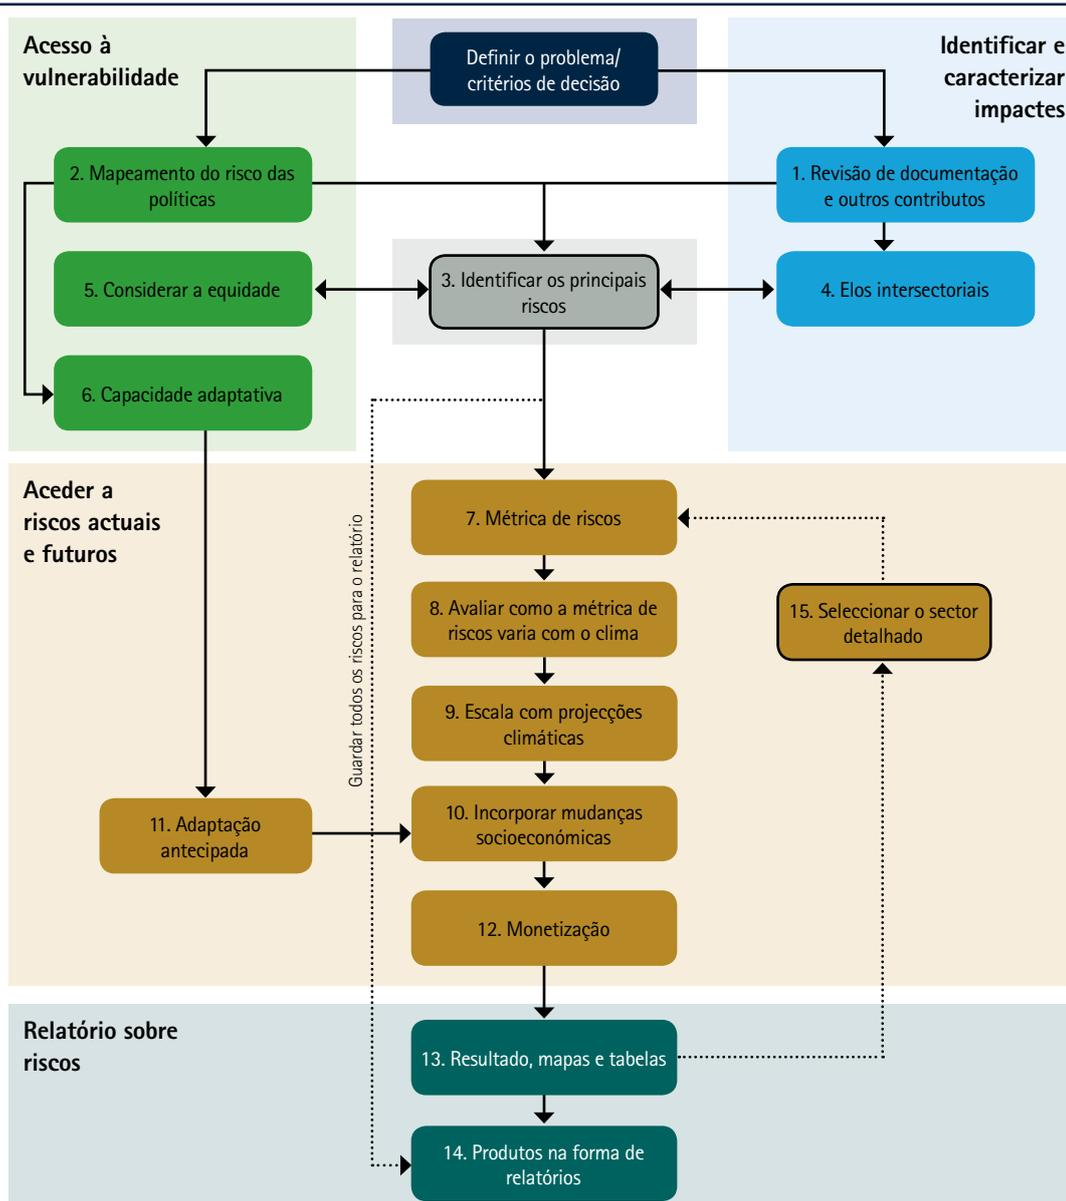 Acesso à
vulnerabilidade
Definir o problema/
critérios de decisão
Identificar e
caracterizar
impactes
2. Mapeamento do risco das
políticas
1. Revisão de documentação
e outros contributos
5. Considerar a equidade
3. Identificar os principais
riscos
4. Elos intersectoriais
6. Capacidade adaptativa
Aceder a
riscos actuais
e futuros
Guardar todos os riscos para o relatório
7. Métrica de riscos
8. Avaliar como a métrica de
riscos varia com o clima
15. Seleccionar o sector
detalhado
9. Escala com projecções
climáticas
10. Incorporar mudanças
socioeconómicas
11. Adaptação
antecipada
12. Monetização
Relatório sobre
riscos
13. Resultado, mapas e tabelas
14. Produtos na forma de
relatórios